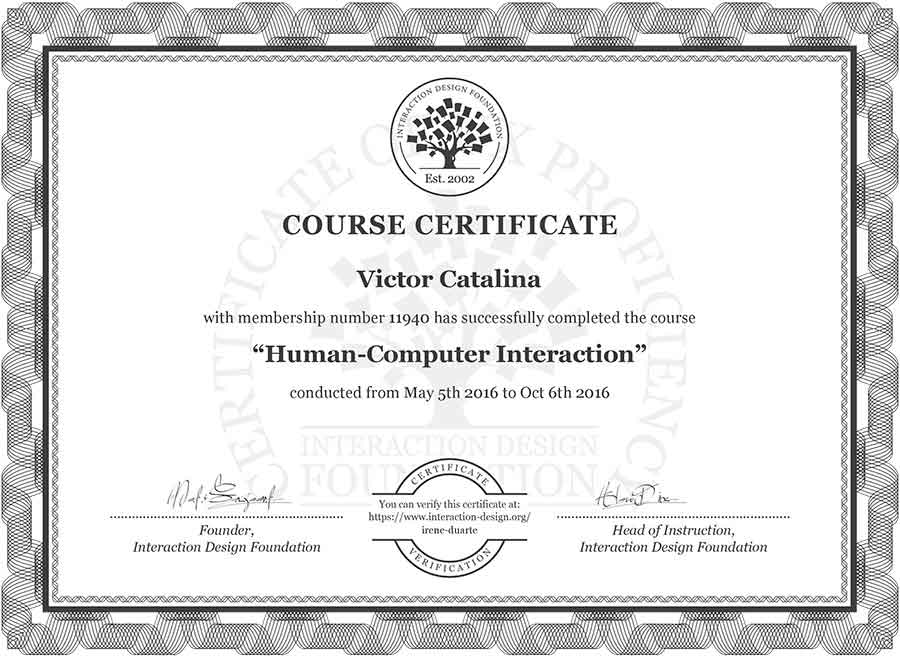 INTERACTION DESIGN FOUNDATION
Est. 2002
CERTIFICATE OF PROFICIENCY
COURSE CERTIFICATE
Victor Catalina
with membership number 11940 has successfully completed the course
“Human-Computer Interaction”
conducted from May 5th 2016 to Oct 6th 2016
INTERACTION DESIGN
FOUNDATION
CERTIFICATE
You can verify this certificate at:
https://www.interaction-design.org/
irene-duarte
VERIFICATION
Founder,
Interaction Design Foundation
Head of Instruction,
Interaction Design Foundation